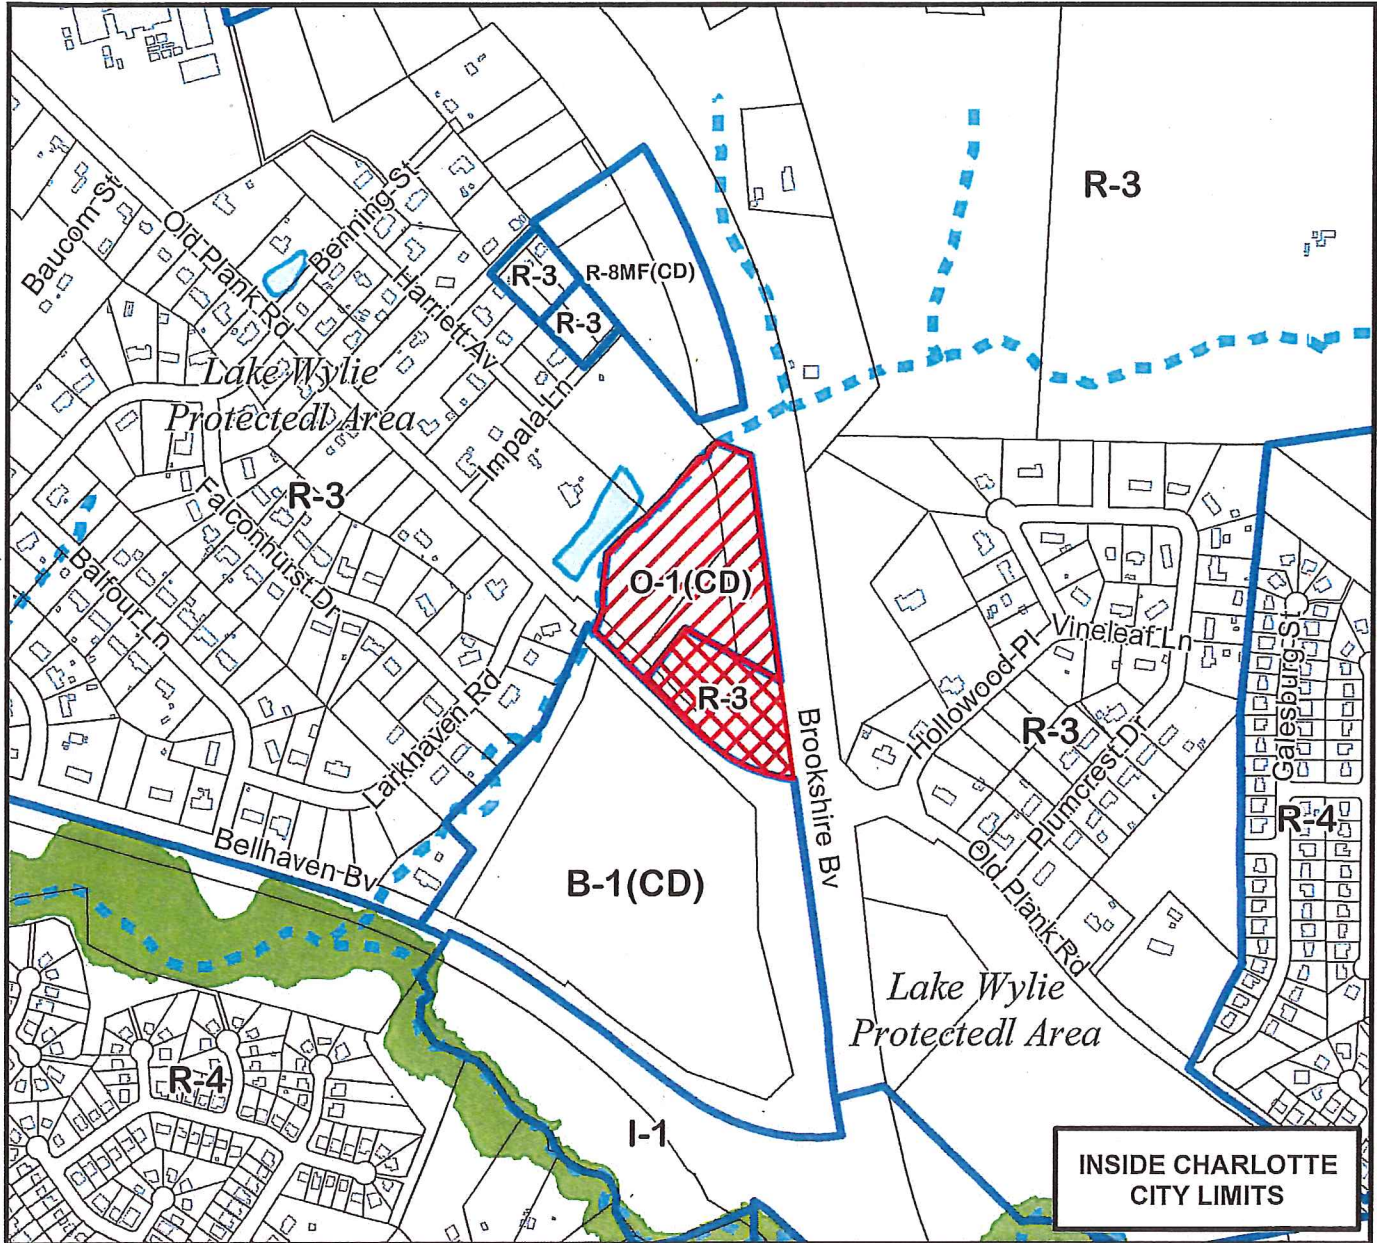 R-3
Baucom St
Old Plank Rd
Benning St
Harriett Av
R-3
R-8MF(CD)
R-3
Lake Wylie
Protectedl Area
Impala Ln
R-3
Falconhurst Dr
Balfour Ln
O-1(CD)
Vineleaf Ln
Hollowood Pl
Galesburg St
R-3
R-3
Plumcrest Dr
Larkhaven Rd
Brookshire Bv
R-4
Bellhaven Bv
B-1(CD)
Old Plank Rd
Lake Wylie
Protectedl Area
R-4
I-1
INSIDE CHARLOTTE
CITY LIMITS